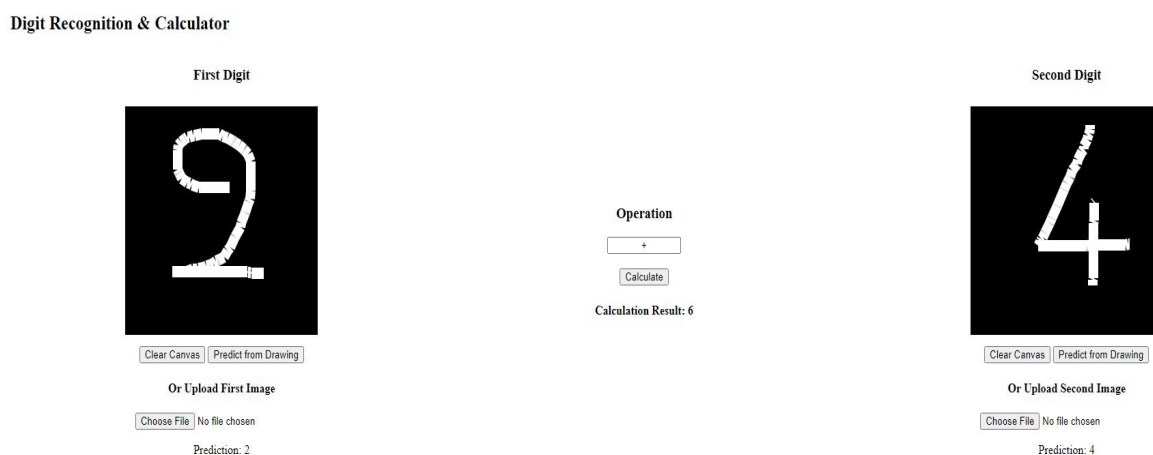 Digit Recognition & Calculator
First Digit
2
Clear Canvas Predict from Drawing
Or Upload First Image
Choose File No file chosen
Prediction: 2
Operation
+
Calculate
Calculation Result: 6
Second Digit
4
Clear Canvas Predict from Drawing
Or Upload Second Image
Choose File No file chosen
Prediction: 4